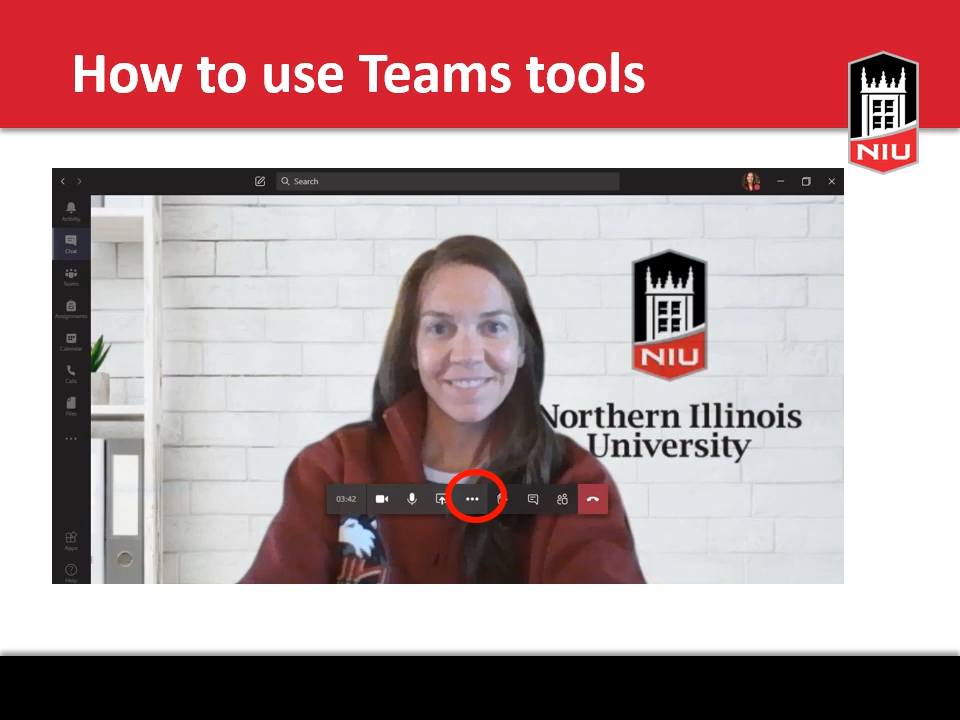 How to use Teams tools
NIU
Search
Activity
Chat
Teams
Assignments
Calendar
Calls
Files
Apps
Help
NIU
Northern Illinois
University
03:42